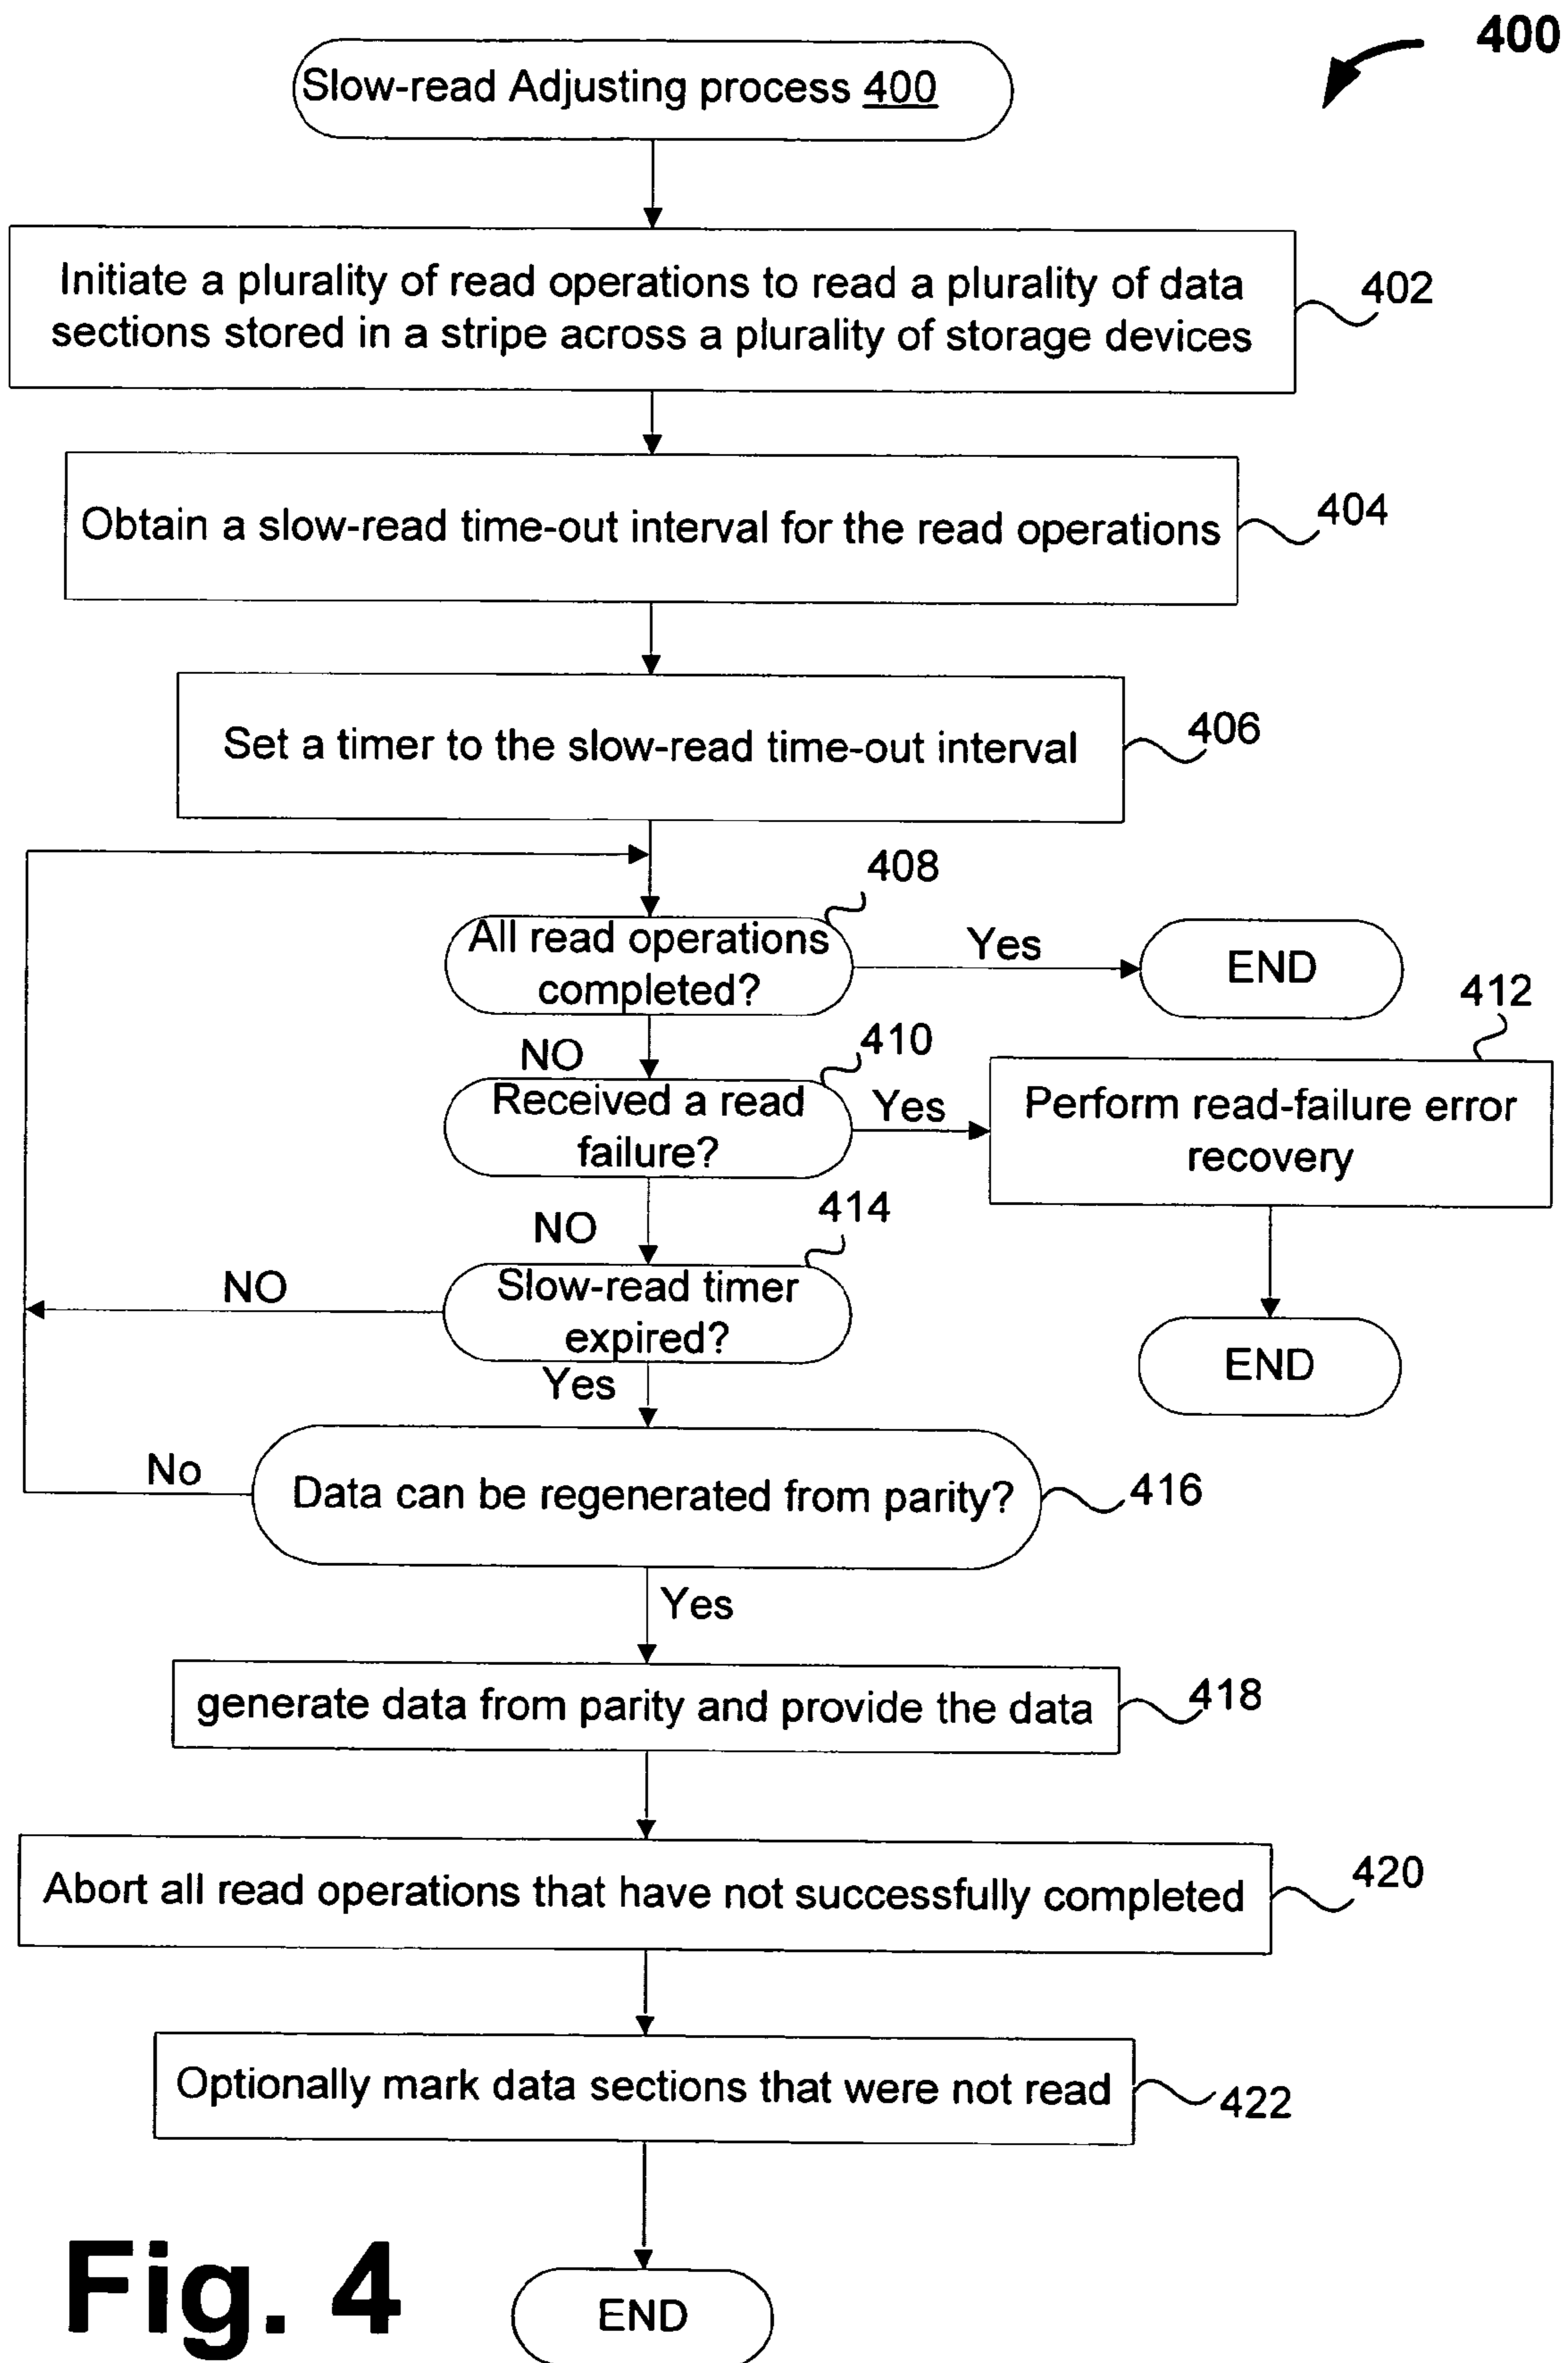 400
Slow-read Adjusting process 400
Initiate a plurality of read operations to read a plurality of data
sections stored in a stripe across a plurality of storage devices
402
Obtain a slow-read time-out interval for the read operations
404
Set a timer to the slow-read time-out interval
406
408
All read operations
completed?
Yes
END
412
NO
410
Received a read
failure?
Yes
Perform read-failure error
recovery
NO
414
Slow-read timer
expired?
NO
END
Yes
No
Data can be regenerated from parity?
416
Yes
generate data from parity and provide the data
418
Abort all read operations that have not successfully completed
420
Optionally mark data sections that were not read
422
Fig. 4
END